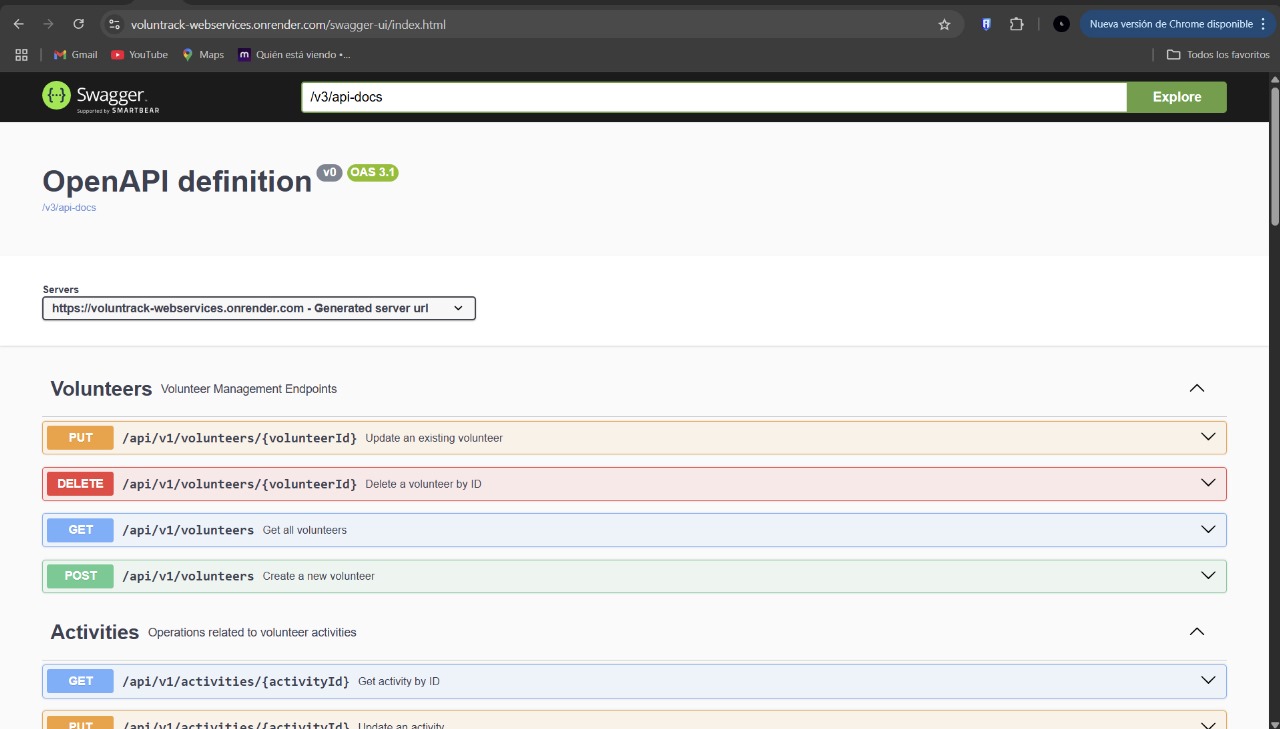 voluntrack-webservices.onrender.com/swagger-ui/index.html
Nueva versión de Chrome disponible
Gmail YouTube Maps Quién está viendo •... Todos los favoritos
Swagger. /v3/api-docs Explore
Supported by SMARTBEAR
OpenAPI definition v0 OAS 3.1
/v3/api-docs
Servers
https://voluntrack-webservices.onrender.com - Generated server url
Volunteers Volunteer Management Endpoints
PUT /api/v1/volunteers/{volunteerId} Update an existing volunteer
DELETE /api/v1/volunteers/{volunteerId} Delete a volunteer by ID
GET /api/v1/volunteers Get all volunteers
POST /api/v1/volunteers Create a new volunteer
Activities Operations related to volunteer activities
GET /api/v1/activities/{activityId} Get activity by ID
PUT /api/v1/activities/{activityId} Update an activity